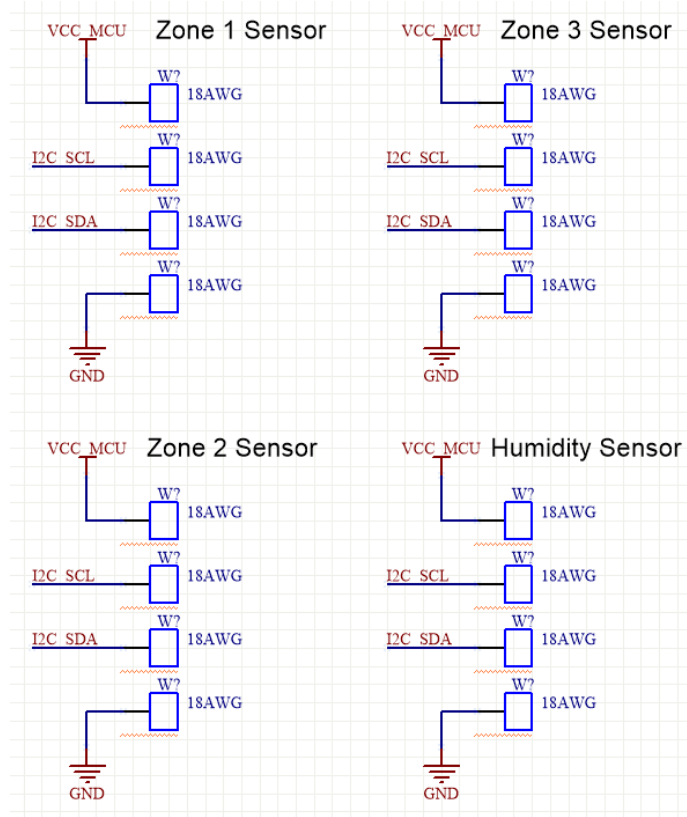 VCC_MCU Zone 1 Sensor
W?
18AWG
W?
I2C_SCL 18AWG
W?
I2C_SDA 18AWG
W?
18AWG
GND
VCC_MCU Zone 3 Sensor
W?
18AWG
W?
I2C_SCL 18AWG
W?
I2C_SDA 18AWG
W?
18AWG
GND
VCC_MCU Zone 2 Sensor
W?
18AWG
W?
I2C_SCL 18AWG
W?
I2C_SDA 18AWG
W?
18AWG
GND
VCC_MCU Humidity Sensor
W?
18AWG
W?
I2C_SCL 18AWG
W?
I2C_SDA 18AWG
W?
18AWG
GND